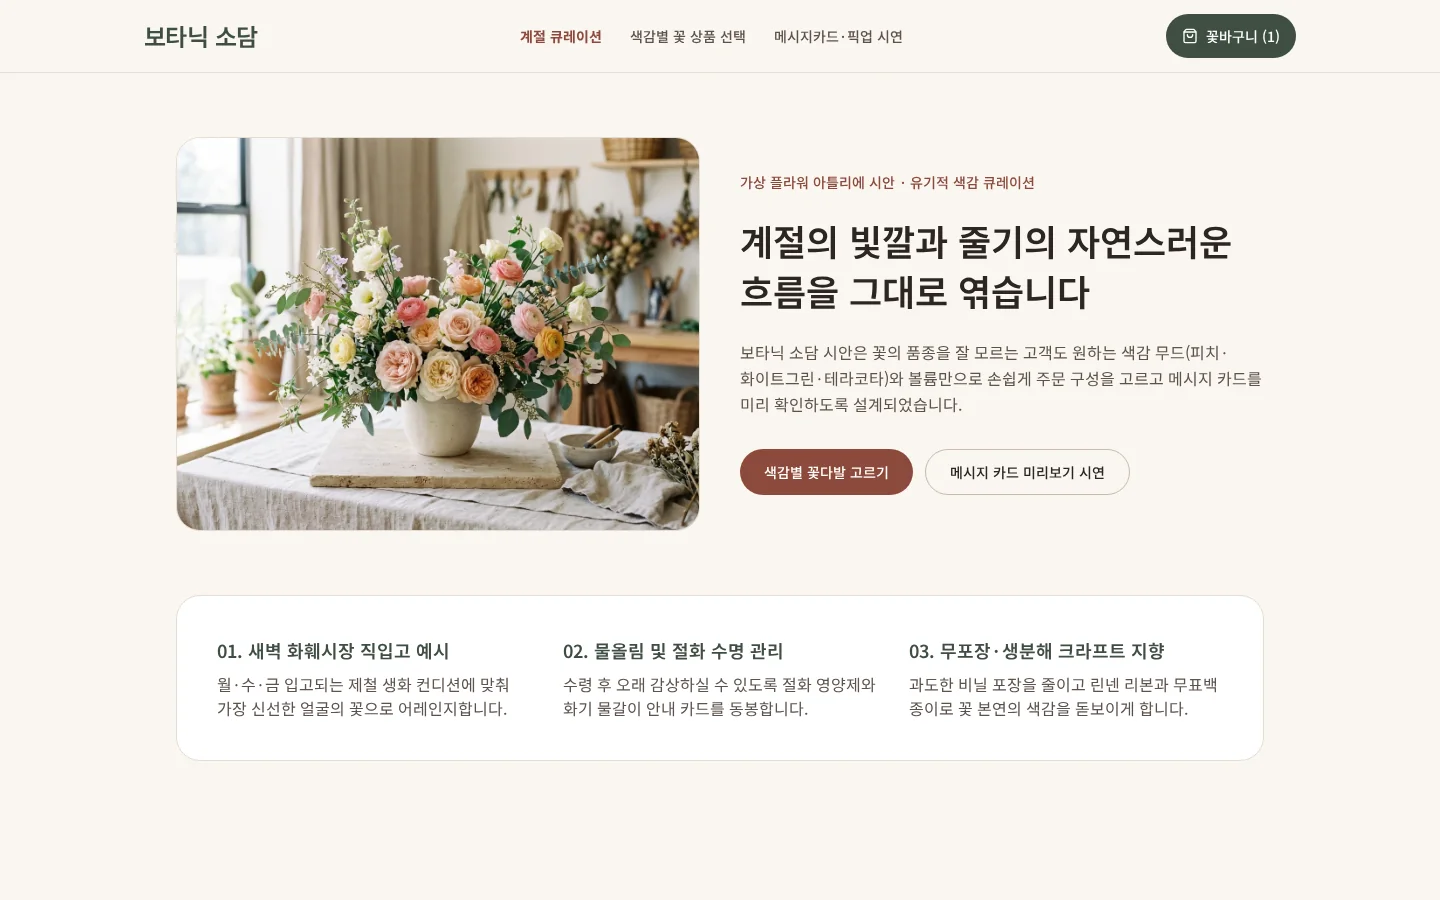 보타닉 소담
계절 큐레이션
색감별 꽃 상품 선택
메시지카드·픽업 시연
꽃바구니 (1)
가상 플라워 아틀리에 시안 · 유기적 색감 큐레이션
계절의 빛깔과 줄기의 자연스러운
흐름을 그대로 엮습니다
보타닉 소담 시안은 꽃의 품종을 잘 모르는 고객도 원하는 색감 무드(피치·
화이트그린·테라코타)와 볼륨만으로 손쉽게 주문 구성을 고르고 메시지 카드를
미리 확인하도록 설계되었습니다.
색감별 꽃다발 고르기
메시지 카드 미리보기 시연
01. 새벽 화훼시장 직입고 예시
월·수·금 입고되는 제철 생화 컨디션에 맞춰
가장 신선한 얼굴의 꽃으로 어레인지합니다.
02. 물올림 및 절화 수명 관리
수령 후 오래 감상하실 수 있도록 절화 영양제와
화기 물갈이 안내 카드를 동봉합니다.
03. 무포장·생분해 크라프트 지향
과도한 비닐 포장을 줄이고 린넨 리본과 무표백
종이로 꽃 본연의 색감을 돋보이게 합니다.